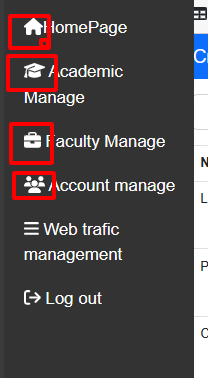 HomePage
Academic
Manage
Faculty Manage
Account manage
Web trafic
management
Log out